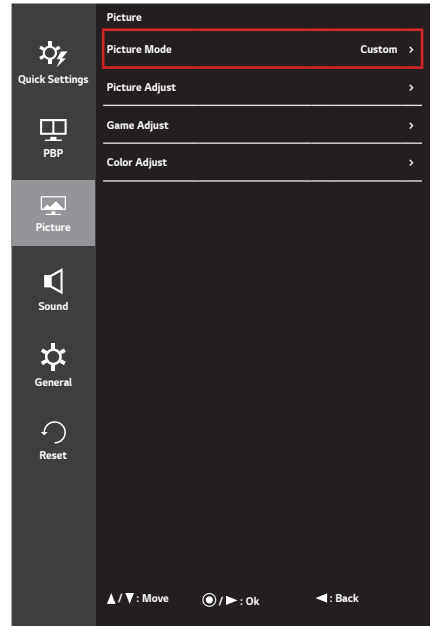 Picture
Picture Mode Custom >
Quick Settings
Picture Adjust >
Game Adjust >
PBP
Color Adjust >
Picture
Sound
General
Reset
▲ / ▼ : Move ◉ / ► : Ok ◄ : Back